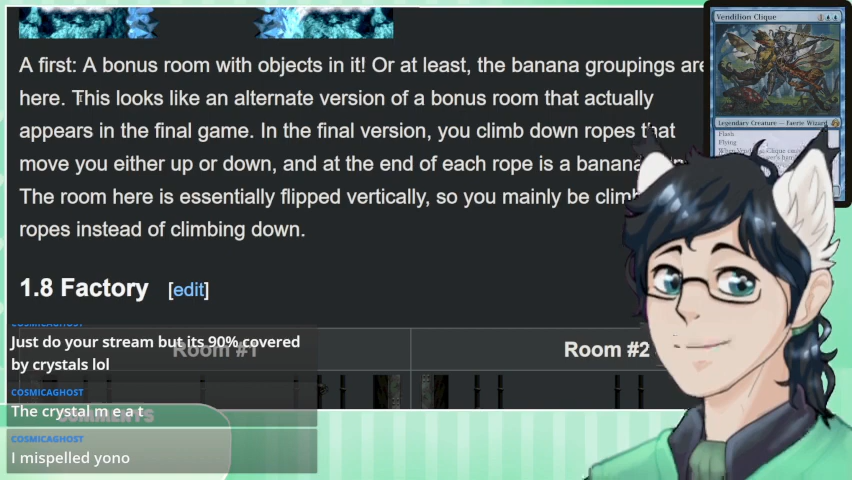 A first: A bonus room with objects in it! Or at least, the banana groupings are
here. This looks like an alternate version of a bonus room that actually
appears in the final game. In the final version, you climb down ropes that
move you either up or down, and at the end of each rope is a banana
The room here is essentially flipped vertically, so you mainly be climb
ropes instead of climbing down.
1.8 Factory [edit]
Room #1 Room #2
COSMICAGHOST
Just do your stream but its 90% covered
by crystals lol
COSMICAGHOST
The crystal m e a t
COMMENTS
COSMICAGHOST
I mispelled yono
Vendilion Clique
Legendary Creature — Faerie Wizard
Flash
Flying